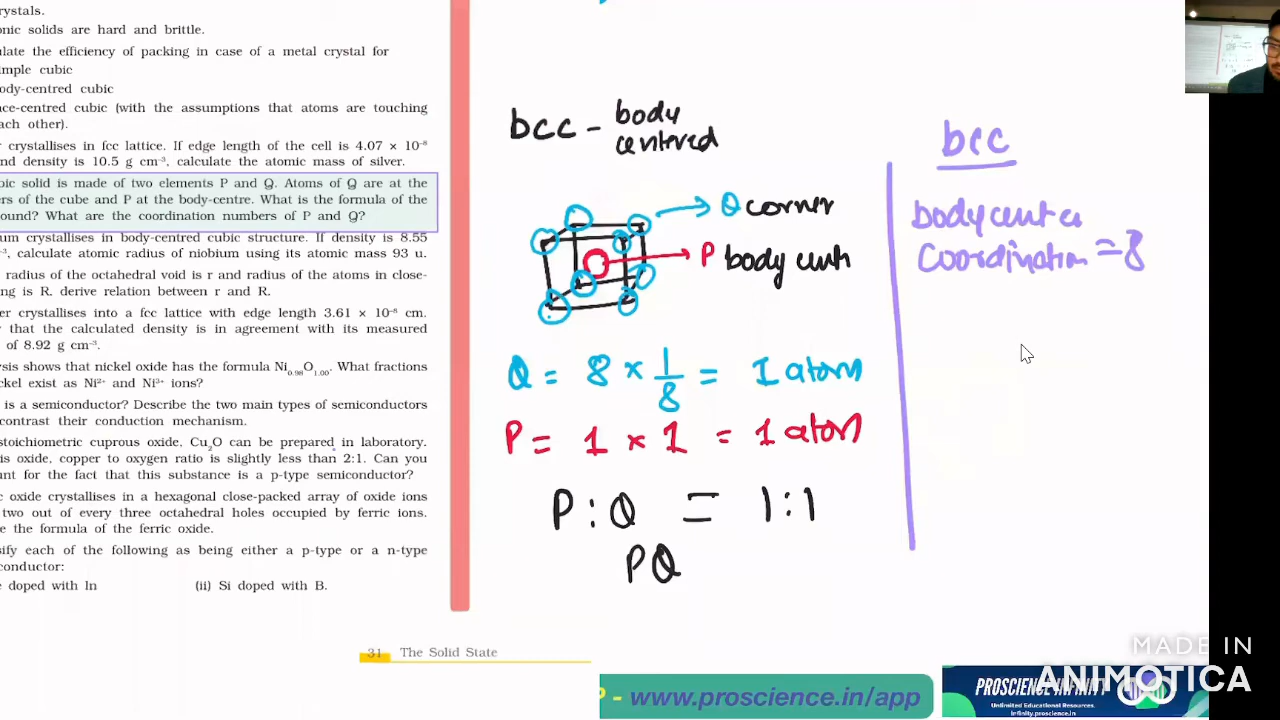 rystals.
onic solids are hard and brittle.
ulate the efficiency of packing in case of a metal crystal for
imple cubic
ody-centred cubic
ce-centred cubic (with the assumptions that atoms are touching
ach other).
r crystallises in fcc lattice. If edge length of the cell is 4.07 × 10⁻⁸
nd density is 10.5 g cm⁻³, calculate the atomic mass of silver.
bic solid is made of two elements P and Q. Atoms of Q are at the
ers of the cube and P at the body-centre. What is the formula of the
ound? What are the coordination numbers of P and Q?
um crystallises in body-centred cubic structure. If density is 8.55
⁻³, calculate atomic radius of niobium using its atomic mass 93 u.
radius of the octahedral void is r and radius of the atoms in close-
ng is R. derive relation between r and R.
er crystallises into a fcc lattice with edge length 3.61 × 10⁻⁸ cm.
that the calculated density is in agreement with its measured
of 8.92 g cm⁻³.
ysis shows that nickel oxide has the formula Ni₀.₉₈O₁.₀₀. What fractions
ckel exist as Ni²⁺ and Ni³⁺ ions?
is a semiconductor? Describe the two main types of semiconductors
contrast their conduction mechanism.
stoichiometric cuprous oxide, Cu₂O can be prepared in laboratory.
is oxide, copper to oxygen ratio is slightly less than 2:1. Can you
unt for the fact that this substance is a p-type semiconductor?
c oxide crystallises in a hexagonal close-packed array of oxide ions
two out of every three octahedral holes occupied by ferric ions.
e the formula of the ferric oxide.
sify each of the following as being either a p-type or a n-type
conductor:
e doped with In (ii) Si doped with B.
31 The Solid State
bcc - body
centered
Q corner
P body
Q = 8 × 1/8 = 1 atom
P = 1 × 1 = 1 atom
P : Q = 1 : 1
PQ
bcc
body
Coordination = 8
P - www.proscience.in/app
PROSCIENCE INFINITY
Unlimited Educational Resources.
infinity.proscience.in
MADE IN
ANIMOTICA